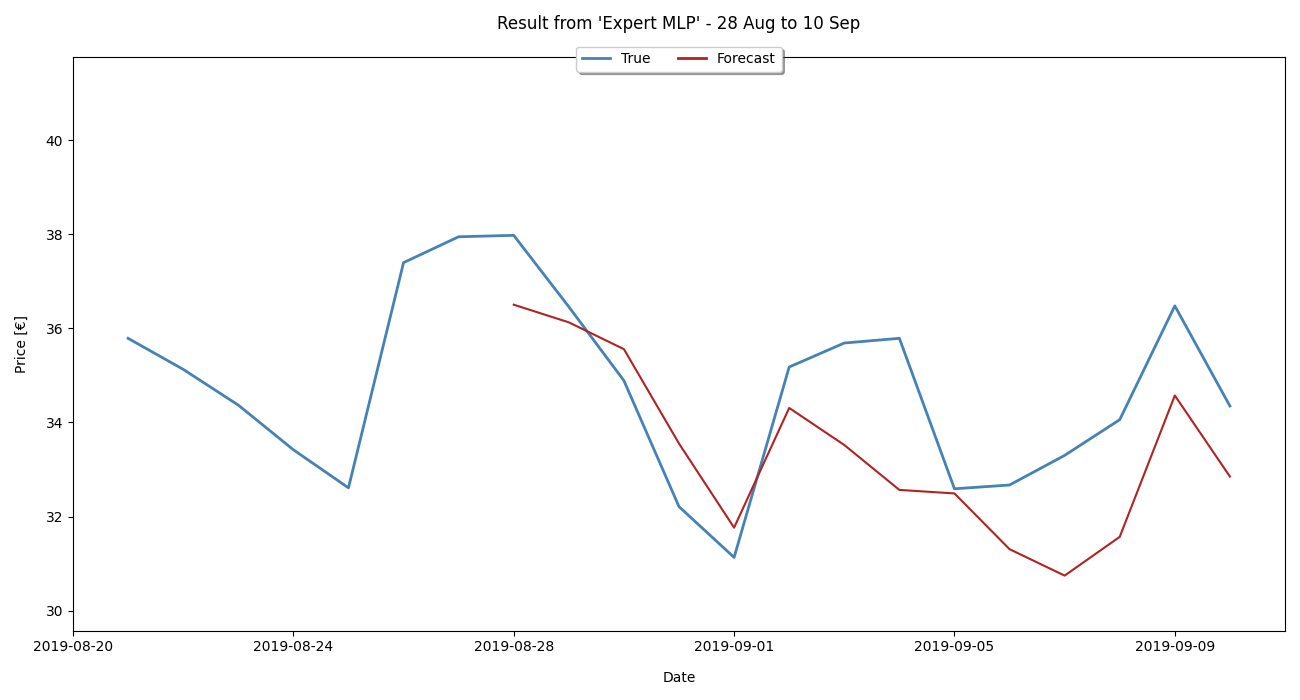 Result from 'Expert MLP' - 28 Aug to 10 Sep
True Forecast
Price [€]
40
38
36
34
32
30
2019-08-20 2019-08-24 2019-08-28 2019-09-01 2019-09-05 2019-09-09
Date